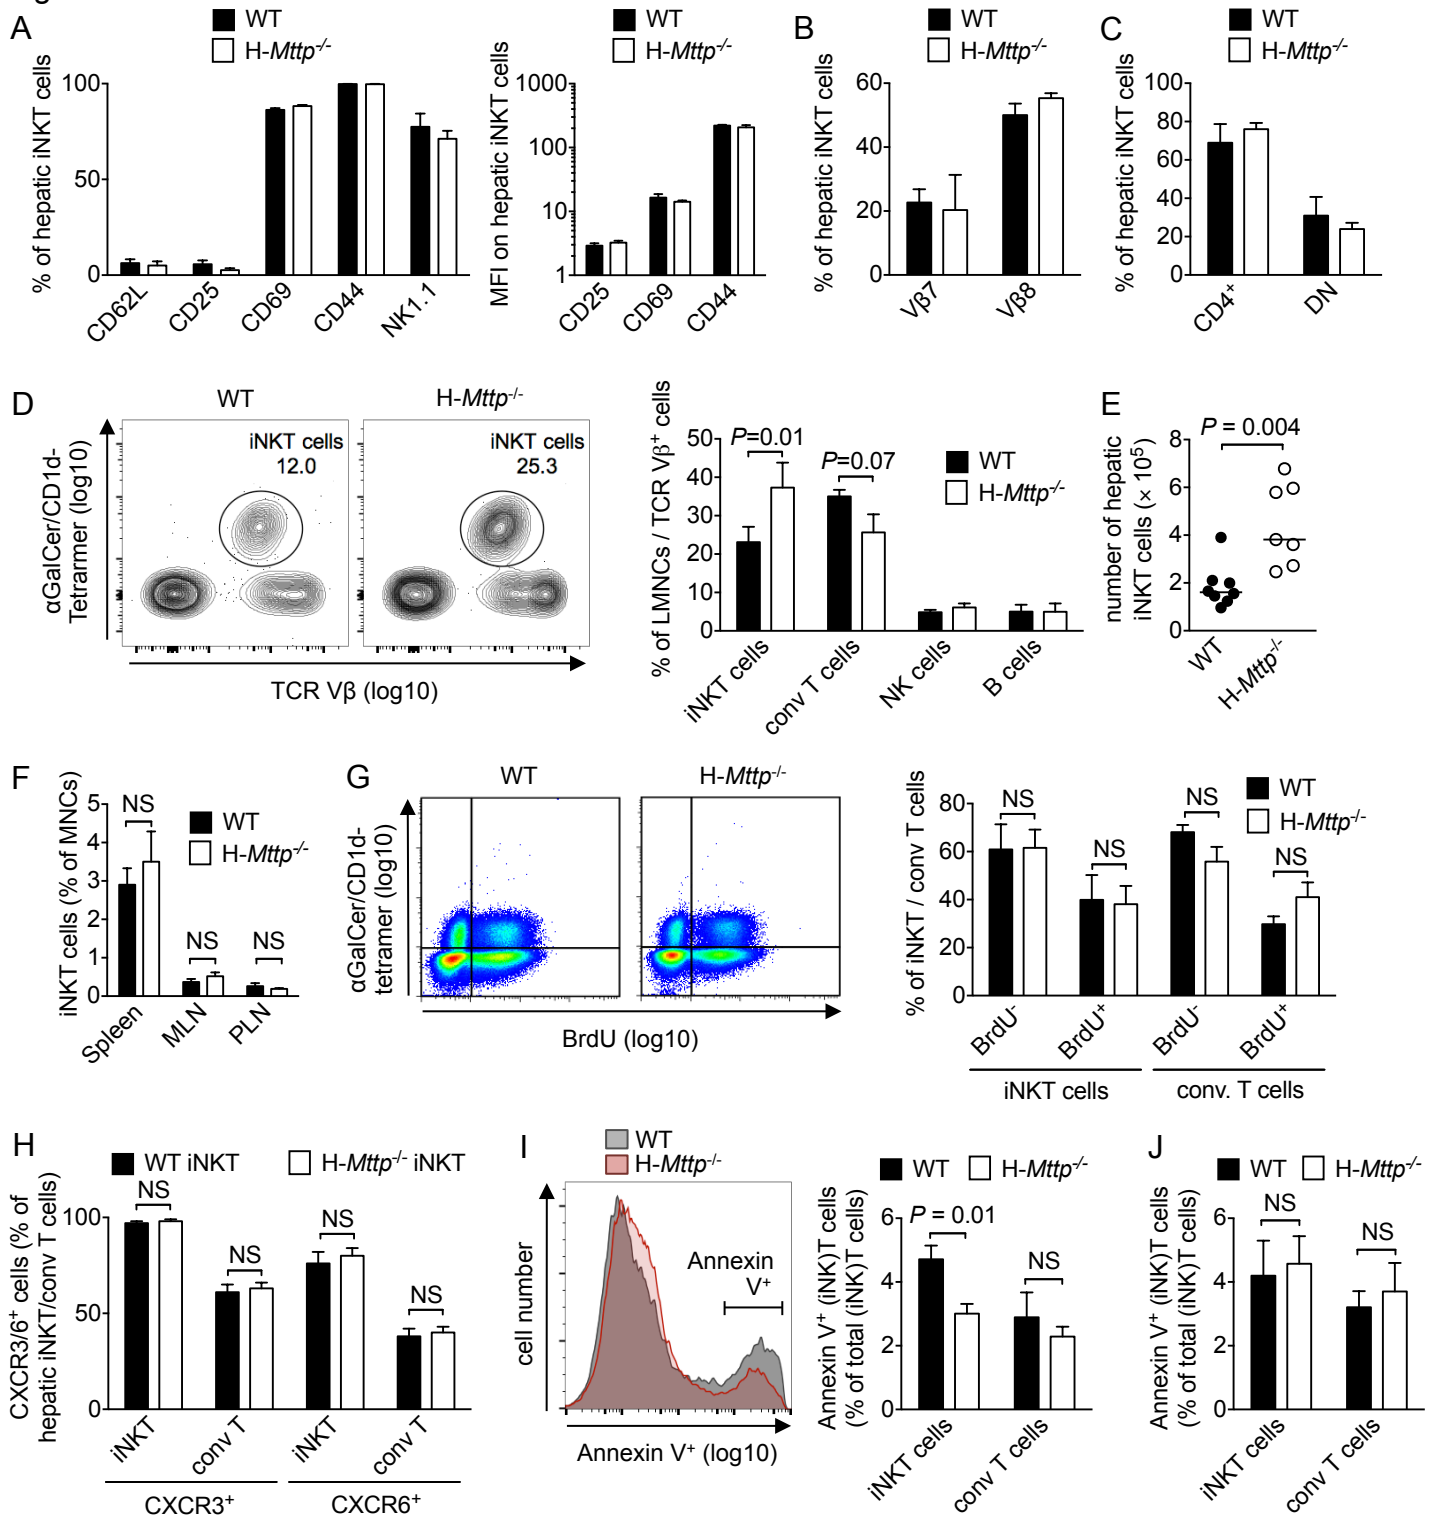 A
WT
H-Mttp-/-
% of hepatic iNKT cells
100
50
0
CD62L
CD25
CD69
CD44
NK1.1
WT
H-Mttp-/-
MFI on hepatic iNKT cells
1000
100
10
1
CD25
CD69
CD44
B
WT
H-Mttp-/-
% of hepatic iNKT cells
60
40
20
0
Vβ7
Vβ8
C
WT
H-Mttp-/-
% of hepatic iNKT cells
100
80
60
40
20
0
CD4+
DN
D
WT
H-Mttp-/-
αGalCer/CD1d-
Tetramer (log10)
iNKT cells
12.0
iNKT cells
25.3
TCR Vβ (log10)
% of LMNCs / TCR Vβ+ cells
50
40
30
20
10
0
P=0.01
P=0.07
WT
H-Mttp-/-
iNKT cells
conv T cells
NK cells
B cells
E
number of hepatic
iNKT cells (× 10⁵)
P = 0.004
8
6
4
2
0
WT
H-Mttp-/-
F
iNKT cells (% of MNCs)
5
4
3
2
1
0
NS
NS
NS
WT
H-Mttp-/-
Spleen
MLN
PLN
G
WT
H-Mttp-/-
αGalCer/CD1d-
tetramer (log10)
BrdU (log10)
% of iNKT / conv T cells
80
60
40
20
0
NS
NS
NS
NS
WT
H-Mttp-/-
BrdU-
BrdU+
BrdU-
BrdU+
iNKT cells
conv. T cells
H
WT iNKT
H-Mttp-/- iNKT
CXCR3/6+ cells (% of
hepatic iNKT/conv T cells)
100
50
0
NS
NS
NS
NS
iNKT
conv T
iNKT
conv T
CXCR3+
CXCR6+
I
WT
H-Mttp-/-
cell number
Annexin
V+
Annexin V+ (log10)
WT
H-Mttp-/-
Annexin V+ (iNK)T cells
(% of total (iNK)T cells)
6
4
2
0
P = 0.01
NS
iNKT cells
conv T cells
J
WT
H-Mttp-/-
Annexin V+ (iNK)T cells
(% of total (iNK)T cells)
6
4
2
0
NS
NS
iNKT cells
conv T cells